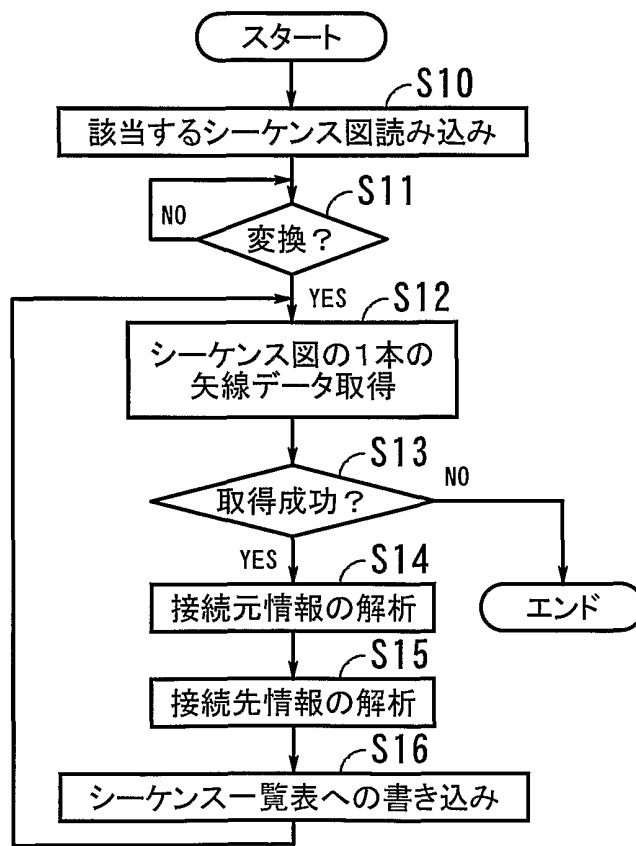 スタート
S10
該当するシーケンス図読み込み
S11
NO
変換？
YES
S12
シーケンス図の1本の
矢線データ取得
S13
取得成功？
NO
YES
S14
接続元情報の解析
エンド
S15
接続先情報の解析
S16
シーケンス一覧表への書き込み